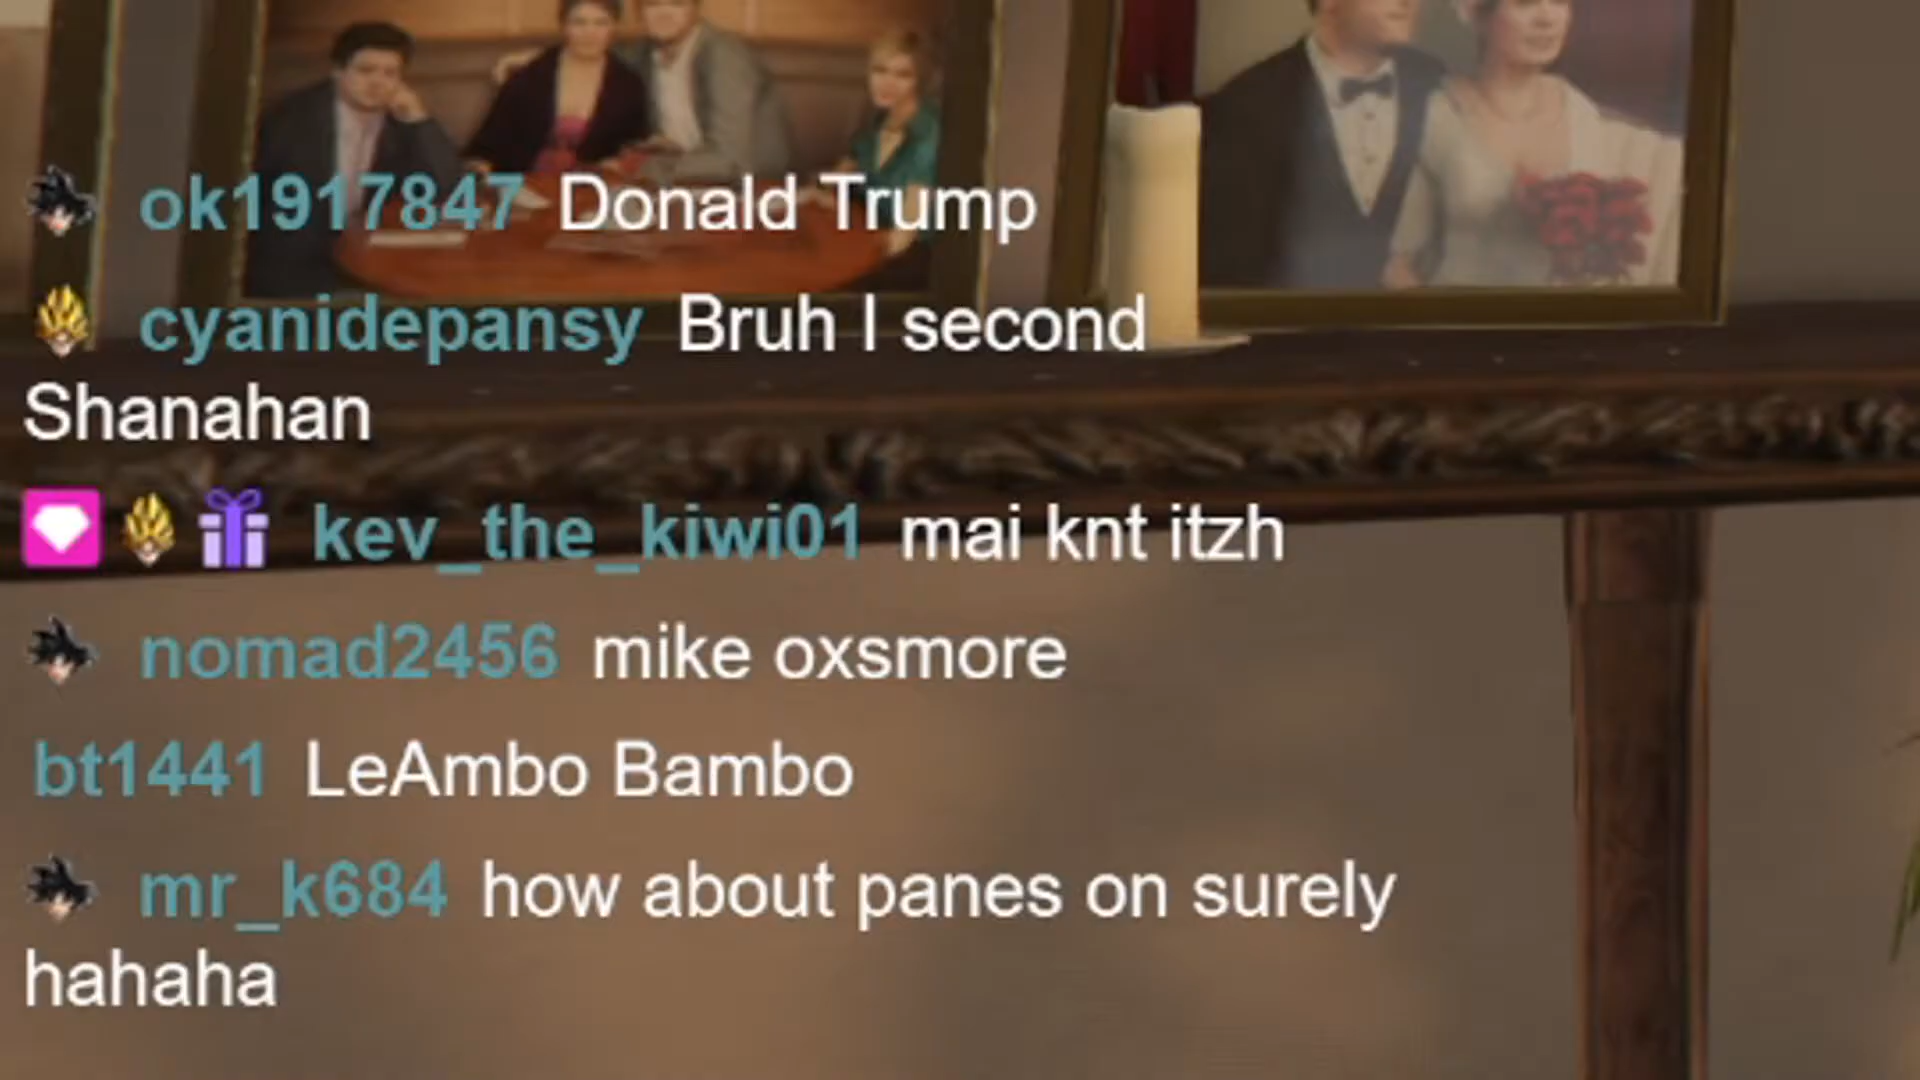 ok1917847 Donald Trump
cyanidepansy Bruh I second
Shanahan
kev_the_kiwi01 mai knt itzh
nomad2456 mike oxsmore
bt1441 LeAmbo Bambo
mr_k684 how about panes on surely
hahaha